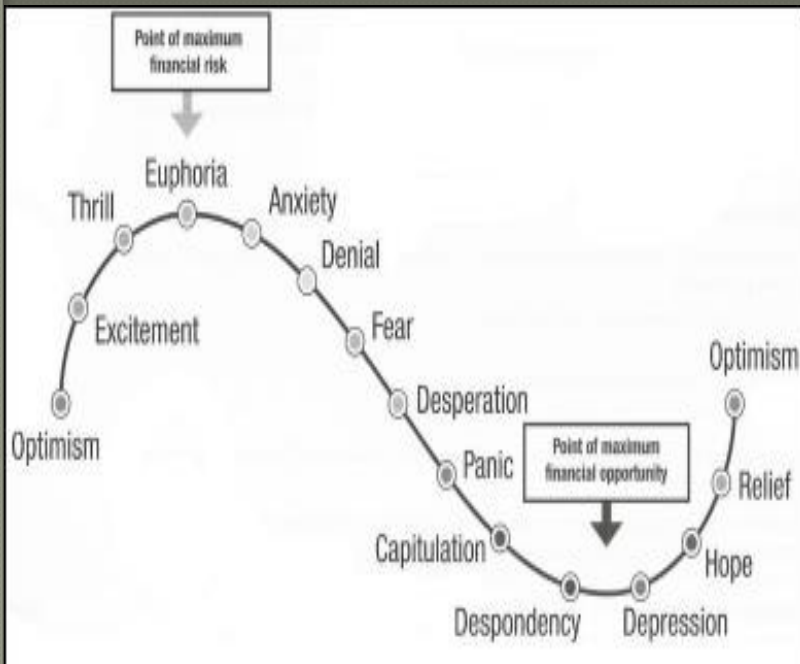 Point of maximum
financial risk
Euphoria
Thrill
Anxiety
Denial
Excitement
Fear
Optimism
Desperation
Optimism
Point of maximum
financial opportunity
Panic
Relief
Capitulation
Hope
Despondency
Depression